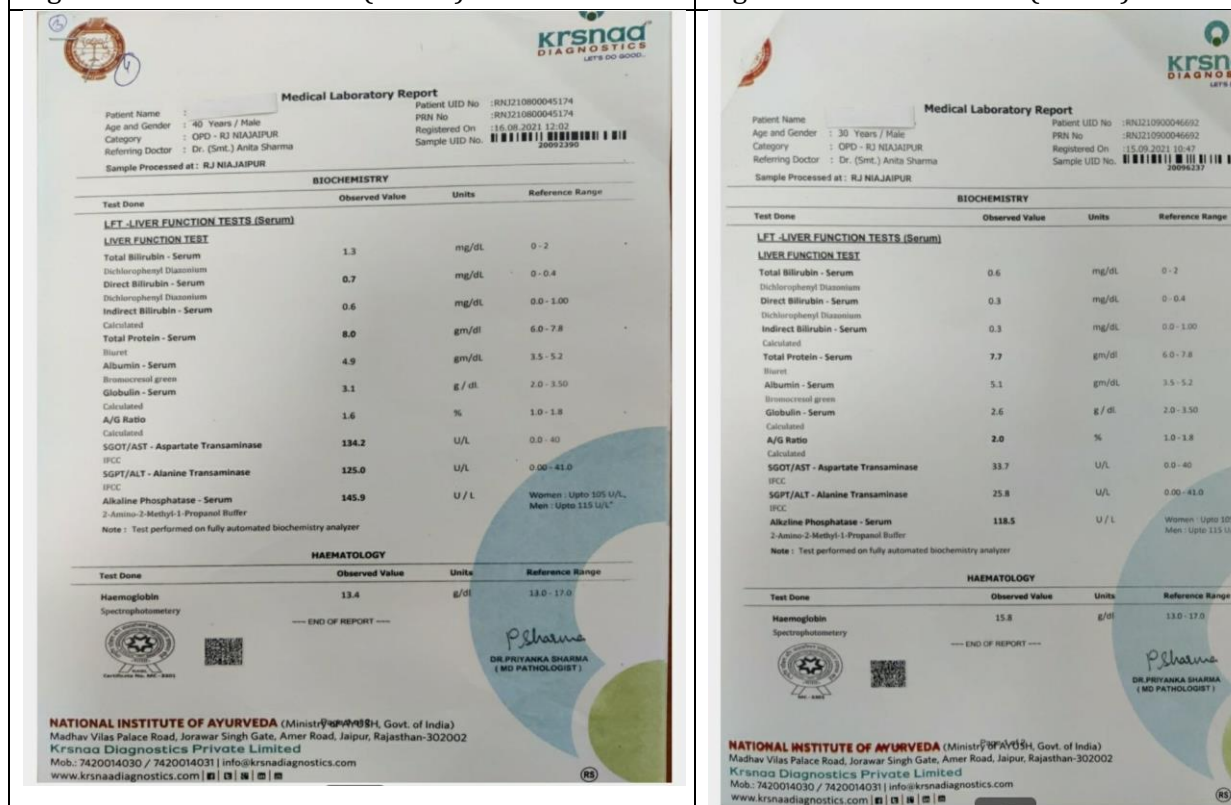 3
4
Krsnaa
DIAGNOSTICS
LET'S DO GOOD..
Medical Laboratory Report
Patient Name :
Age and Gender : 40 Years / Male
Category : OPD - RJ NIAJAIPUR
Referring Doctor : Dr. (Smt.) Anita Sharma
Patient UID No :RNJ210800045174
PRN No :RNJ210800045174
Registered On :16.08.2021 12:02
Sample UID No.
20092390
Sample Processed at : RJ NIAJAIPUR
BIOCHEMISTRY
Test Done Observed Value Units Reference Range
LFT -LIVER FUNCTION TESTS (Serum)
LIVER FUNCTION TEST
Total Bilirubin - Serum 1.3 mg/dL 0 - 2
Dichlorophenyl Diazonium
Direct Bilirubin - Serum 0.7 mg/dL 0 - 0.4
Dichlorophenyl Diazonium
Indirect Bilirubin - Serum 0.6 mg/dL 0.0 - 1.00
Calculated
Total Protein - Serum 8.0 gm/dl 6.0 - 7.8
Biuret
Albumin - Serum 4.9 gm/dL 3.5 - 5.2
Bromocresol green
Globulin - Serum 3.1 g / dl. 2.0 - 3.50
Calculated
A/G Ratio 1.6 % 1.0 - 1.8
Calculated
SGOT/AST - Aspartate Transaminase 134.2 U/L 0.0 - 40
IFCC
SGPT/ALT - Alanine Transaminase 125.0 U/L 0.00 - 41.0
IFCC
Alkaline Phosphatase - Serum 145.9 U / L Women : Upto 105 U/L,
Men : Upto 115 U/L"
2-Amino-2-Methyl-1-Propanol Buffer
Note : Test performed on fully automated biochemistry analyzer
HAEMATOLOGY
Test Done Observed Value Units Reference Range
Haemoglobin 13.4 g/dl 13.0 - 17.0
Spectrophotometery
---- END OF REPORT ----
P.Sharma
DR.PRIYANKA SHARMA
( MD PATHOLOGIST )
NATIONAL INSTITUTE OF AYURVEDA (Ministry of AYUSH, Govt. of India)
Madhav Vilas Palace Road, Jorawar Singh Gate, Amer Road, Jaipur, Rajasthan-302002
Krsnaa Diagnostics Private Limited
Mob.: 7420014030 / 7420014031 | info@krsnadiagnostics.com
www.krsnaadiagnostics.com
RS
Medical Laboratory Report
Patient Name :
Age and Gender : 30 Years / Male
Category : OPD - RJ NIAJAIPUR
Referring Doctor : Dr. (Smt.) Anita Sharma
Patient UID No :RNJ210900046692
PRN No :RNJ210900046692
Registered On :15.09.2021 10:47
Sample UID No.
20096237
Sample Processed at : RJ NIAJAIPUR
BIOCHEMISTRY
Test Done Observed Value Units Reference Range
LFT -LIVER FUNCTION TESTS (Serum)
LIVER FUNCTION TEST
Total Bilirubin - Serum 0.6 mg/dL 0 - 2
Dichlorophenyl Diazonium
Direct Bilirubin - Serum 0.3 mg/dL 0 - 0.4
Dichlorophenyl Diazonium
Indirect Bilirubin - Serum 0.3 mg/dL 0.0 - 1.00
Calculated
Total Protein - Serum 7.7 gm/dl 6.0 - 7.8
Biuret
Albumin - Serum 5.1 gm/dL 3.5 - 5.2
Bromocresol green
Globulin - Serum 2.6 g / dl. 2.0 - 3.50
Calculated
A/G Ratio 2.0 % 1.0 - 1.8
Calculated
SGOT/AST - Aspartate Transaminase 33.7 U/L 0.0 - 40
IFCC
SGPT/ALT - Alanine Transaminase 25.8 U/L 0.00 - 41.0
IFCC
Alkaline Phosphatase - Serum 118.5 U / L Women : Upto
Men : Upto 115
2-Amino-2-Methyl-1-Propanol Buffer
Note : Test performed on fully automated biochemistry analyzer
HAEMATOLOGY
Test Done Observed Value Units Reference Range
Haemoglobin 15.8 g/dl 13.0 - 17.0
Spectrophotometery
---- END OF REPORT ----
P.Sharma
DR.PRIYANKA SHARMA
( MD PATHOLOGIST )
NATIONAL INSTITUTE OF AYURVEDA (Ministry of AYUSH, Govt. of India)
Madhav Vilas Palace Road, Jorawar Singh Gate, Amer Road, Jaipur, Rajasthan-302002
Krsnaa Diagnostics Private Limited
Mob.: 7420014030 / 7420014031 | info@krsnadiagnostics.com
www.krsnaadiagnostics.com
RS